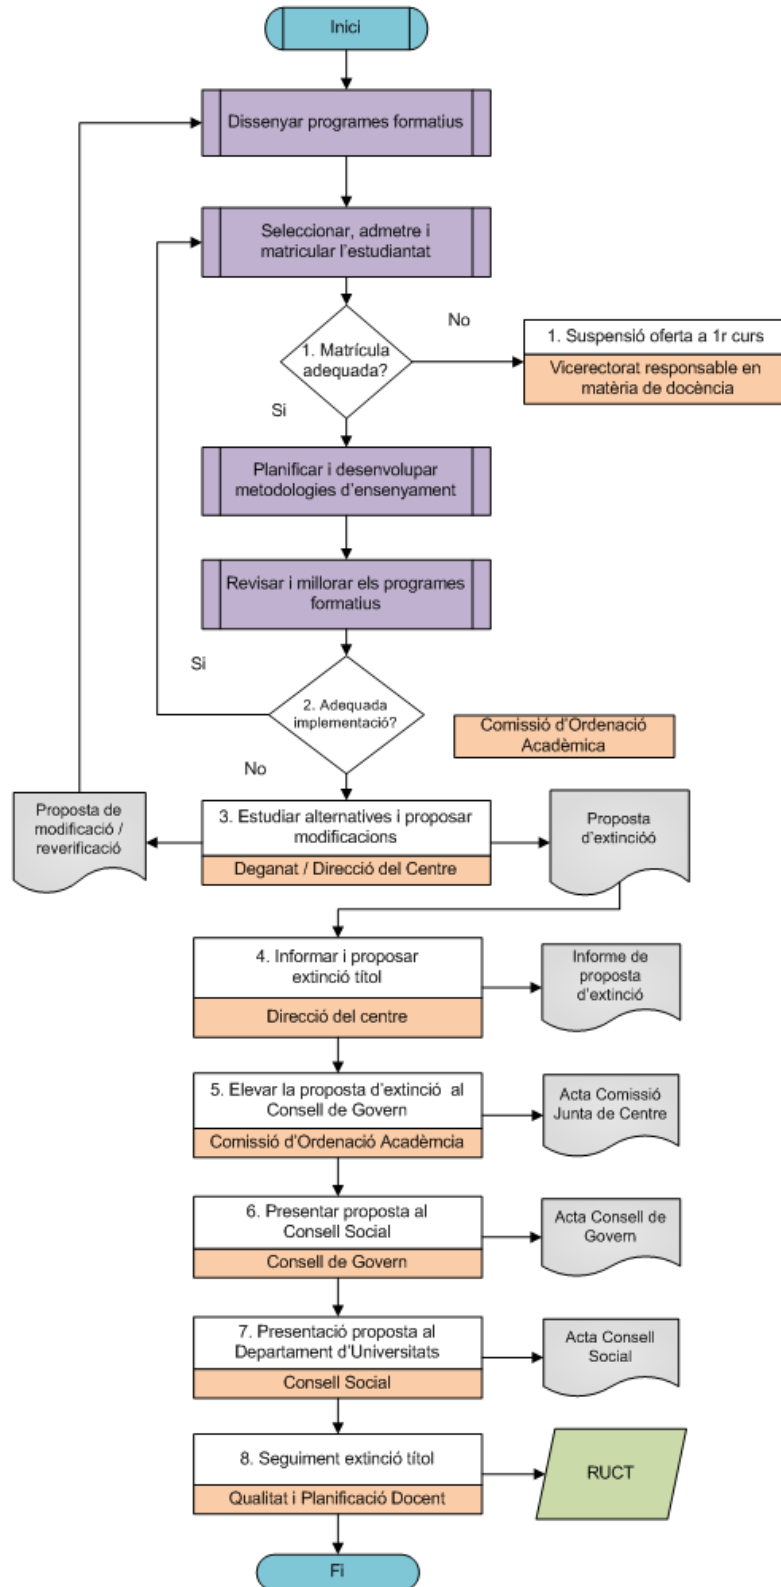 Inici
Dissenyar programes formatius
Seleccionar, admetre i
matricular l'estudiantat
No
1. Matrícula
adequada?
1. Suspensió oferta a 1r curs
Vicerectorat responsable en
matèria de docència
Si
Planificar i desenvolupar
metodologies d'ensenyament
Revisar i millorar els programes
formatius
Si
2. Adequada
implementació?
Comissió d'Ordenació
Acadèmica
No
Proposta de
modificació /
reverificació
3. Estudiar alternatives i proposar
modificacions
Deganat / Direcció del Centre
Proposta
d'extincióó
4. Informar i proposar
extinció títol
Direcció del centre
Informe de
proposta
d'extinció
5. Elevar la proposta d'extinció al
Consell de Govern
Comissió d'Ordenació Acadèmcia
Acta Comissió
Junta de Centre
6. Presentar proposta al
Consell Social
Consell de Govern
Acta Consell de
Govern
7. Presentació proposta al
Departament d'Universitats
Consell Social
Acta Consell
Social
8. Seguiment extinció títol
Qualitat i Planificació Docent
RUCT
Fi